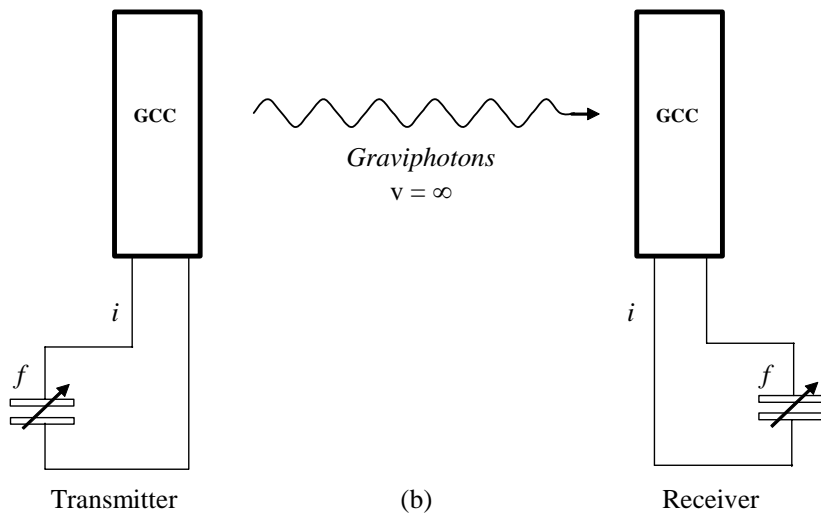 GCC
GCC
Graviphotons
v = ∞
i
i
f
f
Transmitter
(b)
Receiver